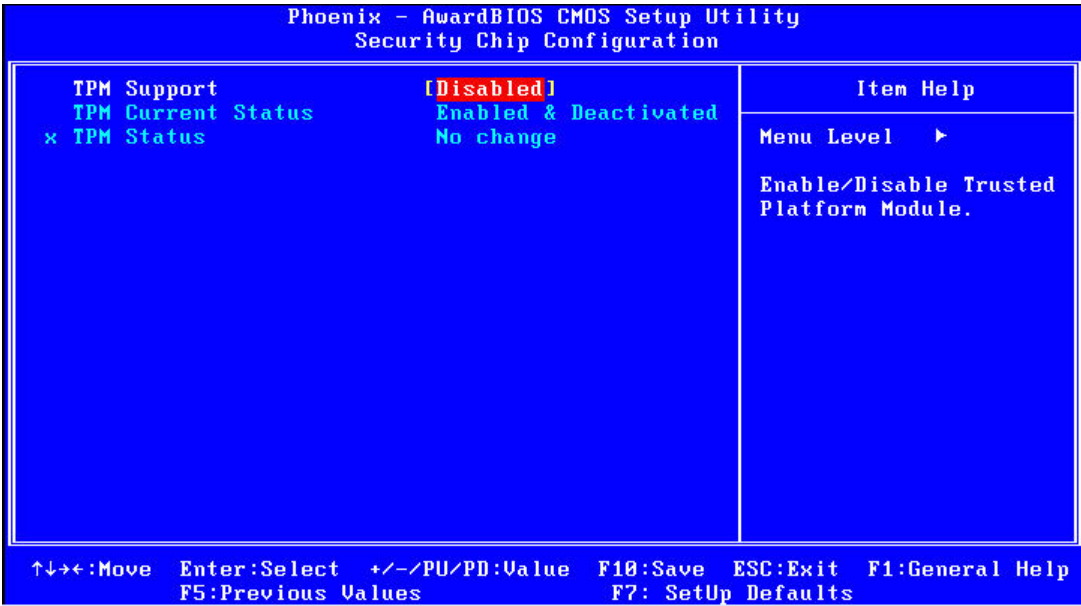 Phoenix - AwardBIOS CMOS Setup Utility
Security Chip Configuration
TPM Support [Disabled]
TPM Current Status Enabled & Deactivated
x TPM Status No change
Item Help
Menu Level ▶
Enable/Disable Trusted
Platform Module.
↑↓→←:Move Enter:Select +/-/PU/PD:Value F10:Save ESC:Exit F1:General Help
F5:Previous Values F7: SetUp Defaults